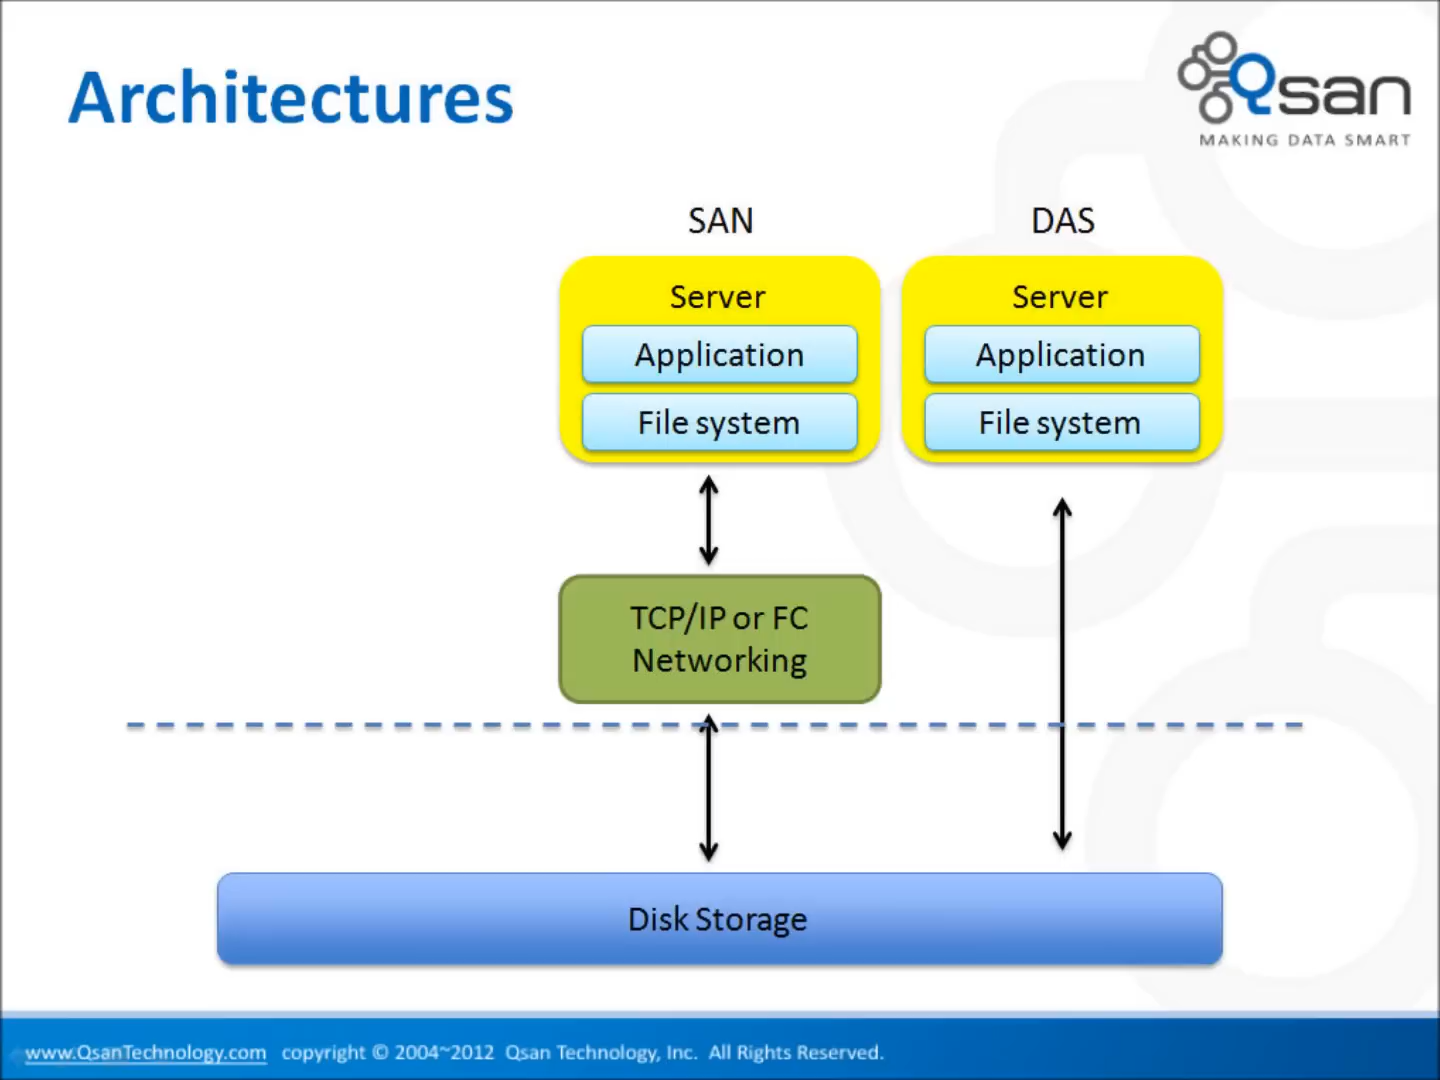 Architectures
Qsan
MAKING DATA SMART
SAN
DAS
Server
Application
File system
Server
Application
File system
TCP/IP or FC
Networking
Disk Storage
www.QsanTechnology.com copyright © 2004~2012 Qsan Technology, Inc. All Rights Reserved.